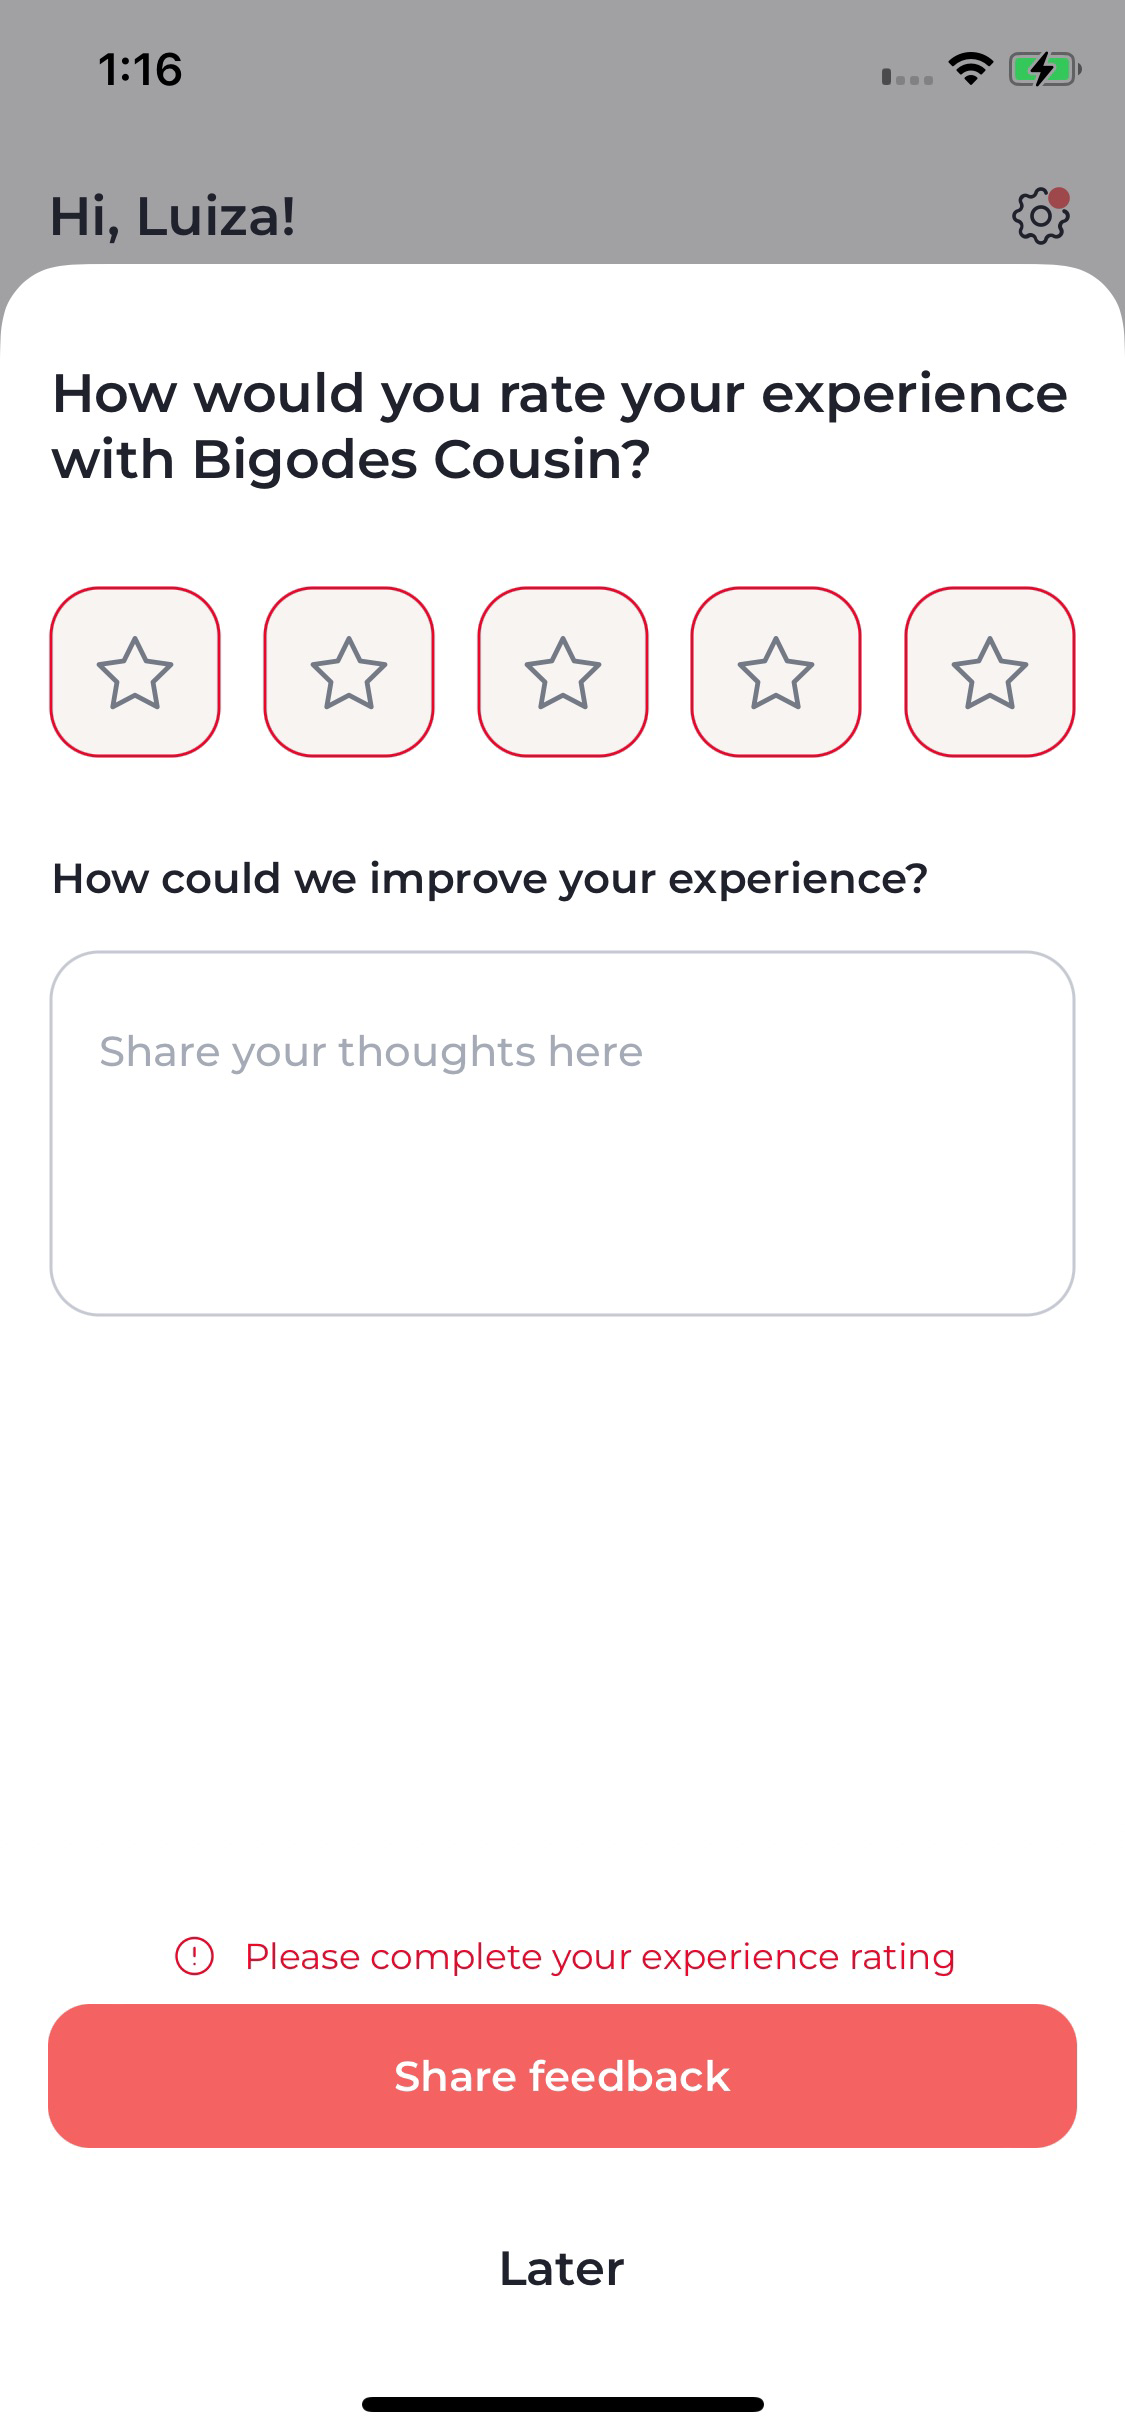 1:16
Hi, Luiza!
How would you rate your experience
with Bigodes Cousin?
How could we improve your experience?
Share your thoughts here
Please complete your experience rating
Share feedback
Later